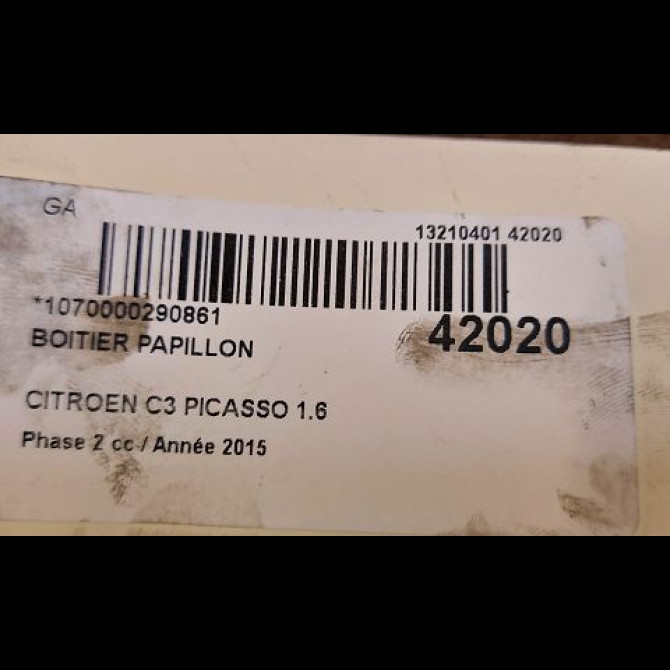 GA
13210401 42020
*1070000290861
42020
BOITIER PAPILLON
CITROEN C3 PICASSO 1.6
Phase 2 cc / Année 2015